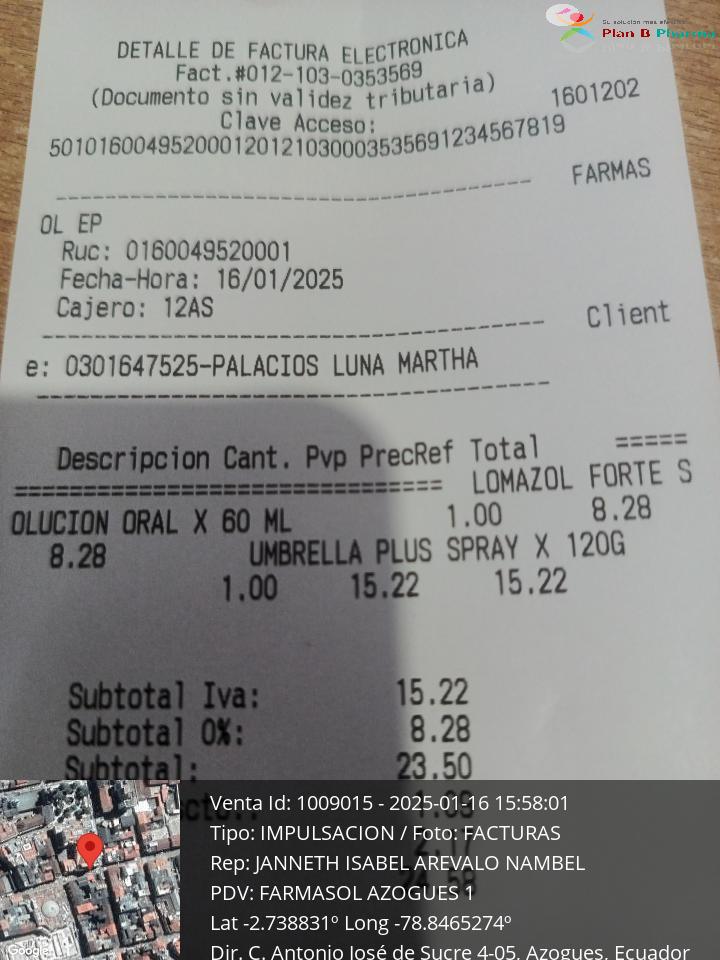 Su solución más efectiva
Plan B Pharma
DETALLE DE FACTURA ELECTRONICA
Fact.#012-103-0353569
(Documento sin validez tributaria)
Clave Acceso: 1601202
501016004952000120121030003535691234567819
------------------------------------ FARMAS
OL EP
Ruc: 0160049520001
Fecha-Hora: 16/01/2025
Cajero: 12AS
------------------------------------ Client
e: 0301647525-PALACIOS LUNA MARTHA
------------------------------------
Descripcion Cant. Pvp PrecRef Total =====
=============================== LOMAZOL FORTE S
OLUCION ORAL X 60 ML 1.00 8.28
8.28 UMBRELLA PLUS SPRAY X 120G
1.00 15.22 15.22
Subtotal Iva: 15.22
Subtotal 0%: 8.28
Subtotal: 23.50
Venta Id: 1009015 - 2025-01-16 15:58:01
Tipo: IMPULSACION / Foto: FACTURAS
Rep: JANNETH ISABEL AREVALO NAMBEL
PDV: FARMASOL AZOGUES 1
Lat -2.738831º Long -78.8465274º
Dir. C. Antonio José de Sucre 4-05, Azogues, Ecuador
Google